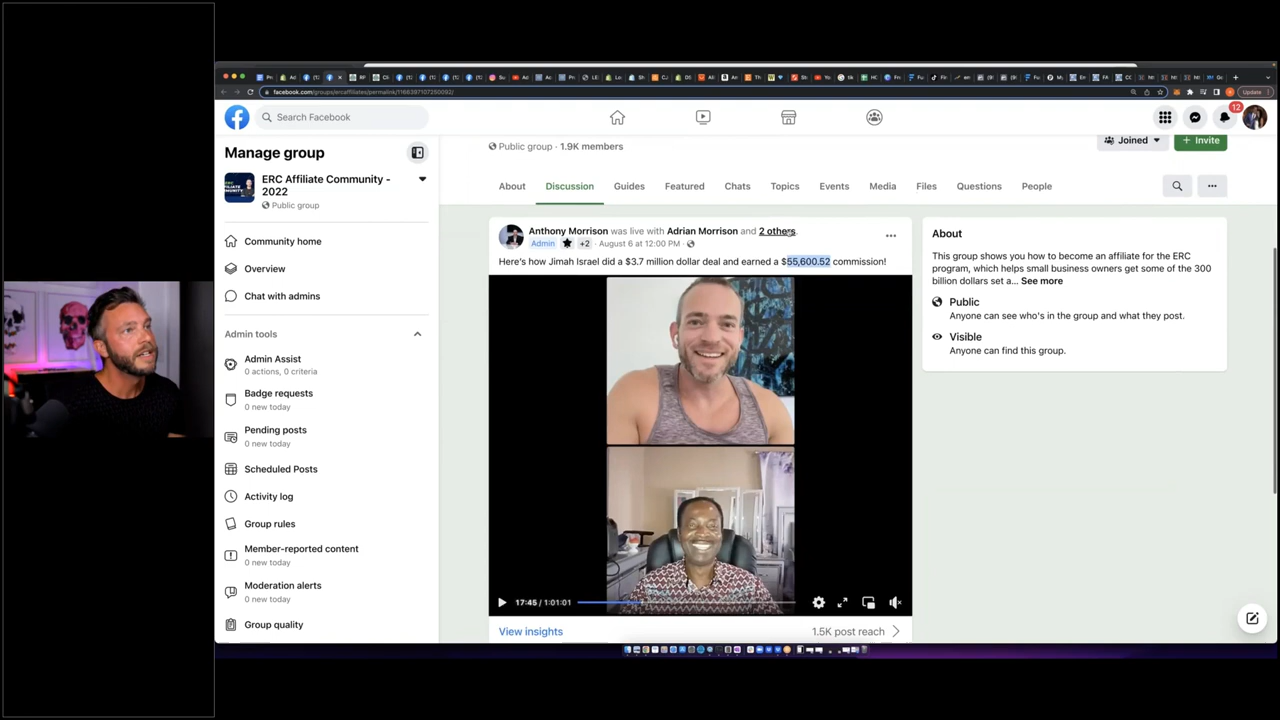 facebook.com/groups/ercaffiliates/permalink/1166397107250092/
Update
Search Facebook
12
Manage group
ERC Affiliate Community - 2022
Public group
Community home
Overview
Chat with admins
Admin tools
Admin Assist
0 actions, 0 criteria
Badge requests
0 new today
Pending posts
0 new today
Scheduled Posts
Activity log
Group rules
Member-reported content
0 new today
Moderation alerts
0 new today
Group quality
Public group · 1.9K members
Joined
+ Invite
About Discussion Guides Featured Chats Topics Events Media Files Questions People
Anthony Morrison was live with Adrian Morrison and 2 others.
Admin +2 · August 6 at 12:00 PM ·
Here's how Jimah Israel did a $3.7 million dollar deal and earned a $55,600.52 commission!
17:45 / 1:01:01
View insights
1.5K post reach
About
This group shows you how to become an affiliate for the ERC
program, which helps small business owners get some of the 300
billion dollars set a... See more
Public
Anyone can see who's in the group and what they post.
Visible
Anyone can find this group.